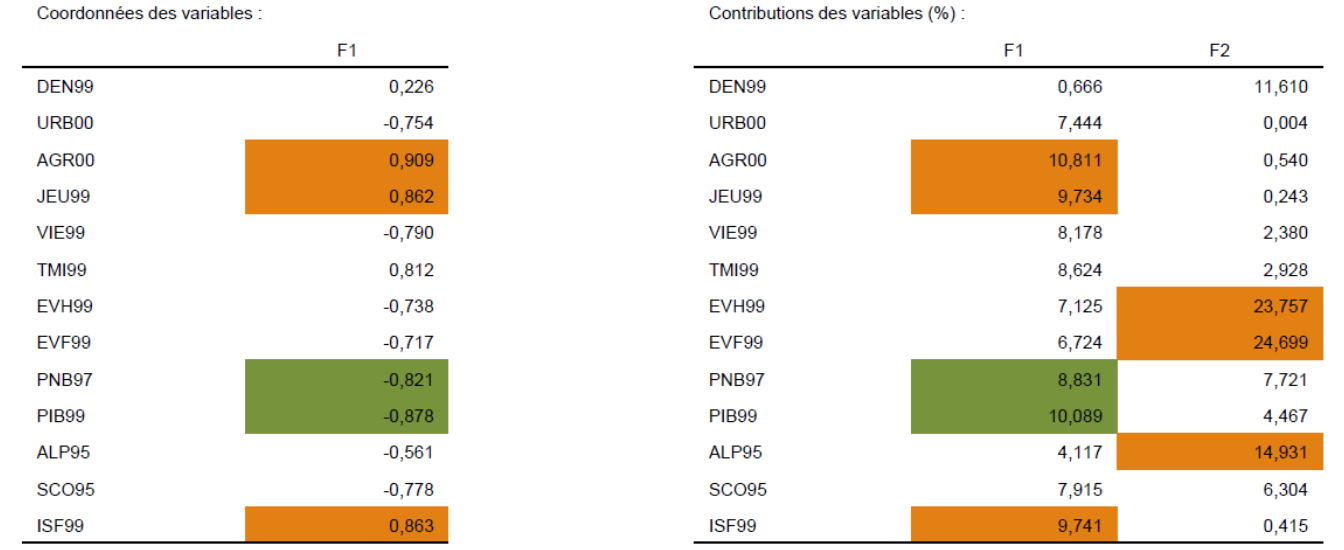 Coordonnées des variables : Contributions des variables (%) :
F1 F1 F2
DEN99 0,226 DEN99 0,666 11,610
URB00 -0,754 URB00 7,444 0,004
AGR00 0,909 AGR00 10,811 0,540
JEU99 0,862 JEU99 9,734 0,243
VIE99 -0,790 VIE99 8,178 2,380
TMI99 0,812 TMI99 8,624 2,928
EVH99 -0,738 EVH99 7,125 23,757
EVF99 -0,717 EVF99 6,724 24,699
PNB97 -0,821 PNB97 8,831 7,721
PIB99 -0,878 PIB99 10,089 4,467
ALP95 -0,561 ALP95 4,117 14,931
SCO95 -0,778 SCO95 7,915 6,304
ISF99 0,863 ISF99 9,741 0,415